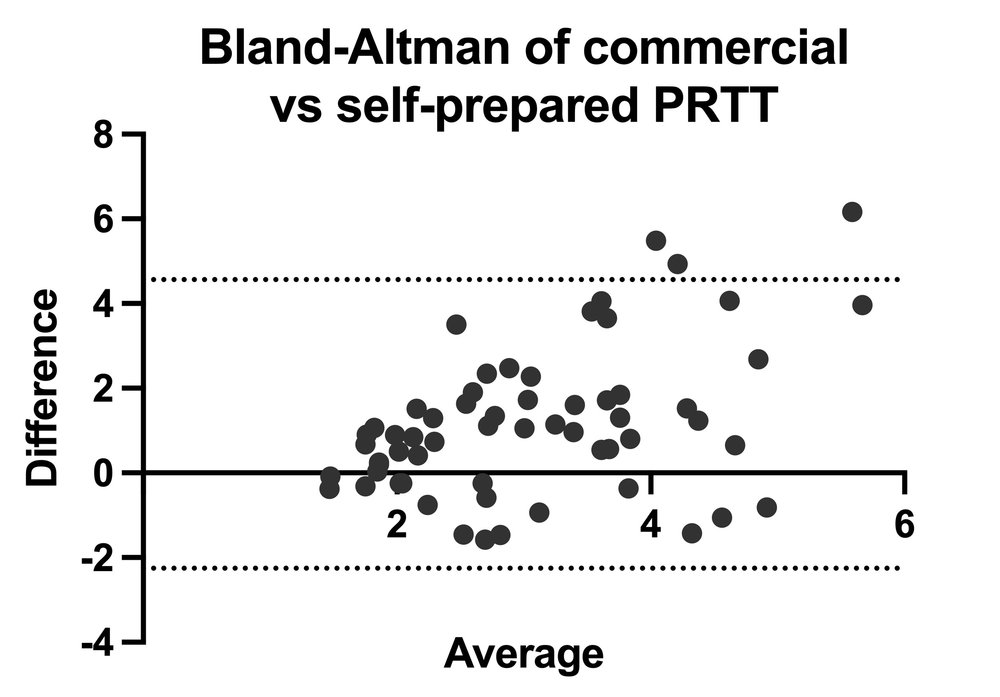 Bland-Altman of commercial
vs self-prepared PRTT
8
6
4
2
0
-2
-4
Difference
2
4
6
Average